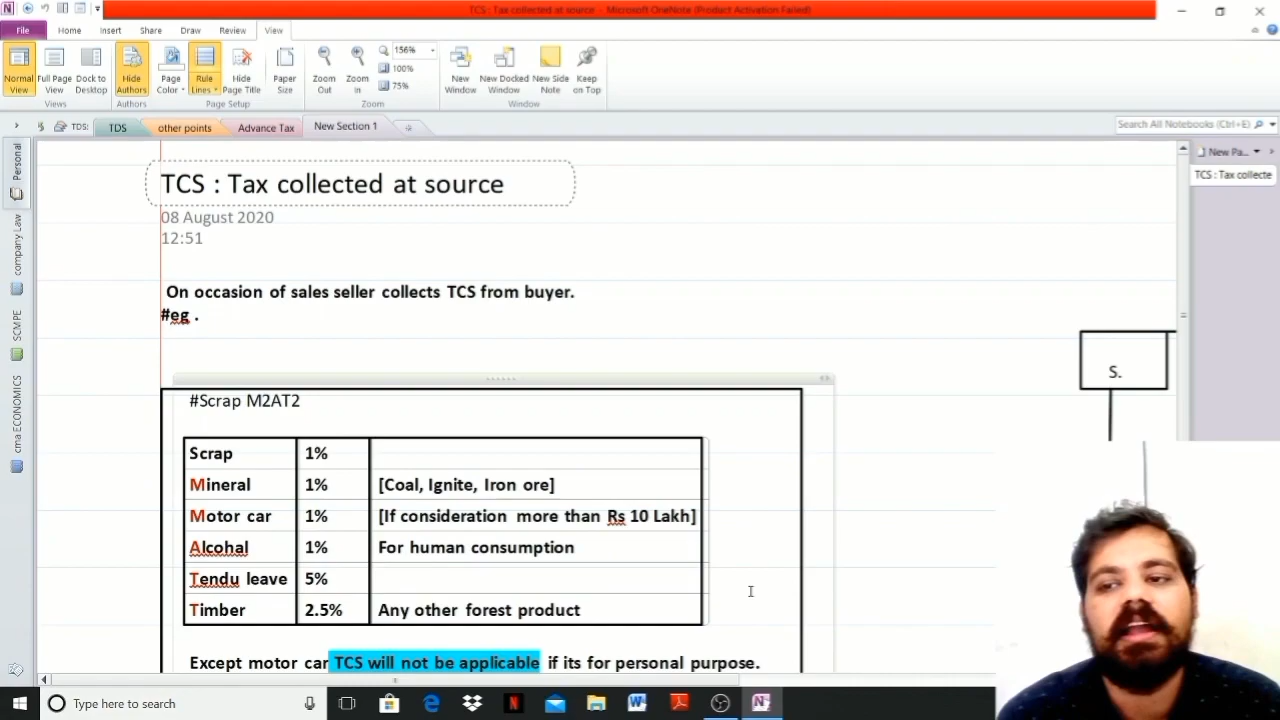 TCS : Tax collected at source - Microsoft OneNote (Product Activation Failed)
File Home Insert Share Draw Review View
Normal View
Full Page View
Dock to Desktop
Views
Hide Authors
Authors
Page Color
Rule Lines
Hide Page Title
Page Setup
Paper Size
Zoom Out
Zoom In
156%
100%
75%
Zoom
New Window
New Docked Window
New Side Note
Keep on Top
Window
TDS:
TDS
other points
Advance Tax
New Section 1
Search All Notebooks (Ctrl+E)
New Pa...
TCS : Tax collecte
Personal
company Law
SCMPE
cma ECONOMICS
TCS : Tax collected at source
08 August 2020
12:51
On occasion of sales seller collects TCS from buyer.
#eg .
S.
#Scrap M2AT2
Scrap 1%
Mineral 1% [Coal, Ignite, Iron ore]
Motor car 1% [If consideration more than Rs 10 Lakh]
Alcohal 1% For human consumption
Tendu leave 5%
Timber 2.5% Any other forest product
Except motor car TCS will not be applicable if its for personal purpose.
Type here to search